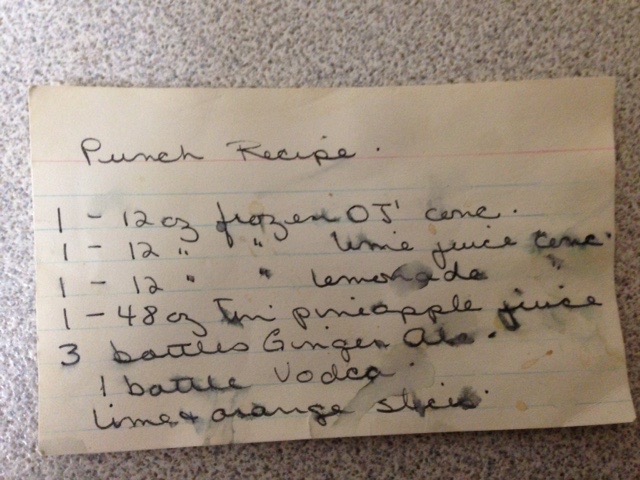 Punch Recipe.
1 - 12 oz frozen OJ conc.
1 - 12 " " lime juice conc.
1 - 12 " " lemonade "
1 - 48 oz Tin pineapple juice
3 bottles Ginger Ale.
1 bottle Vodca.
Lime + orange slices.